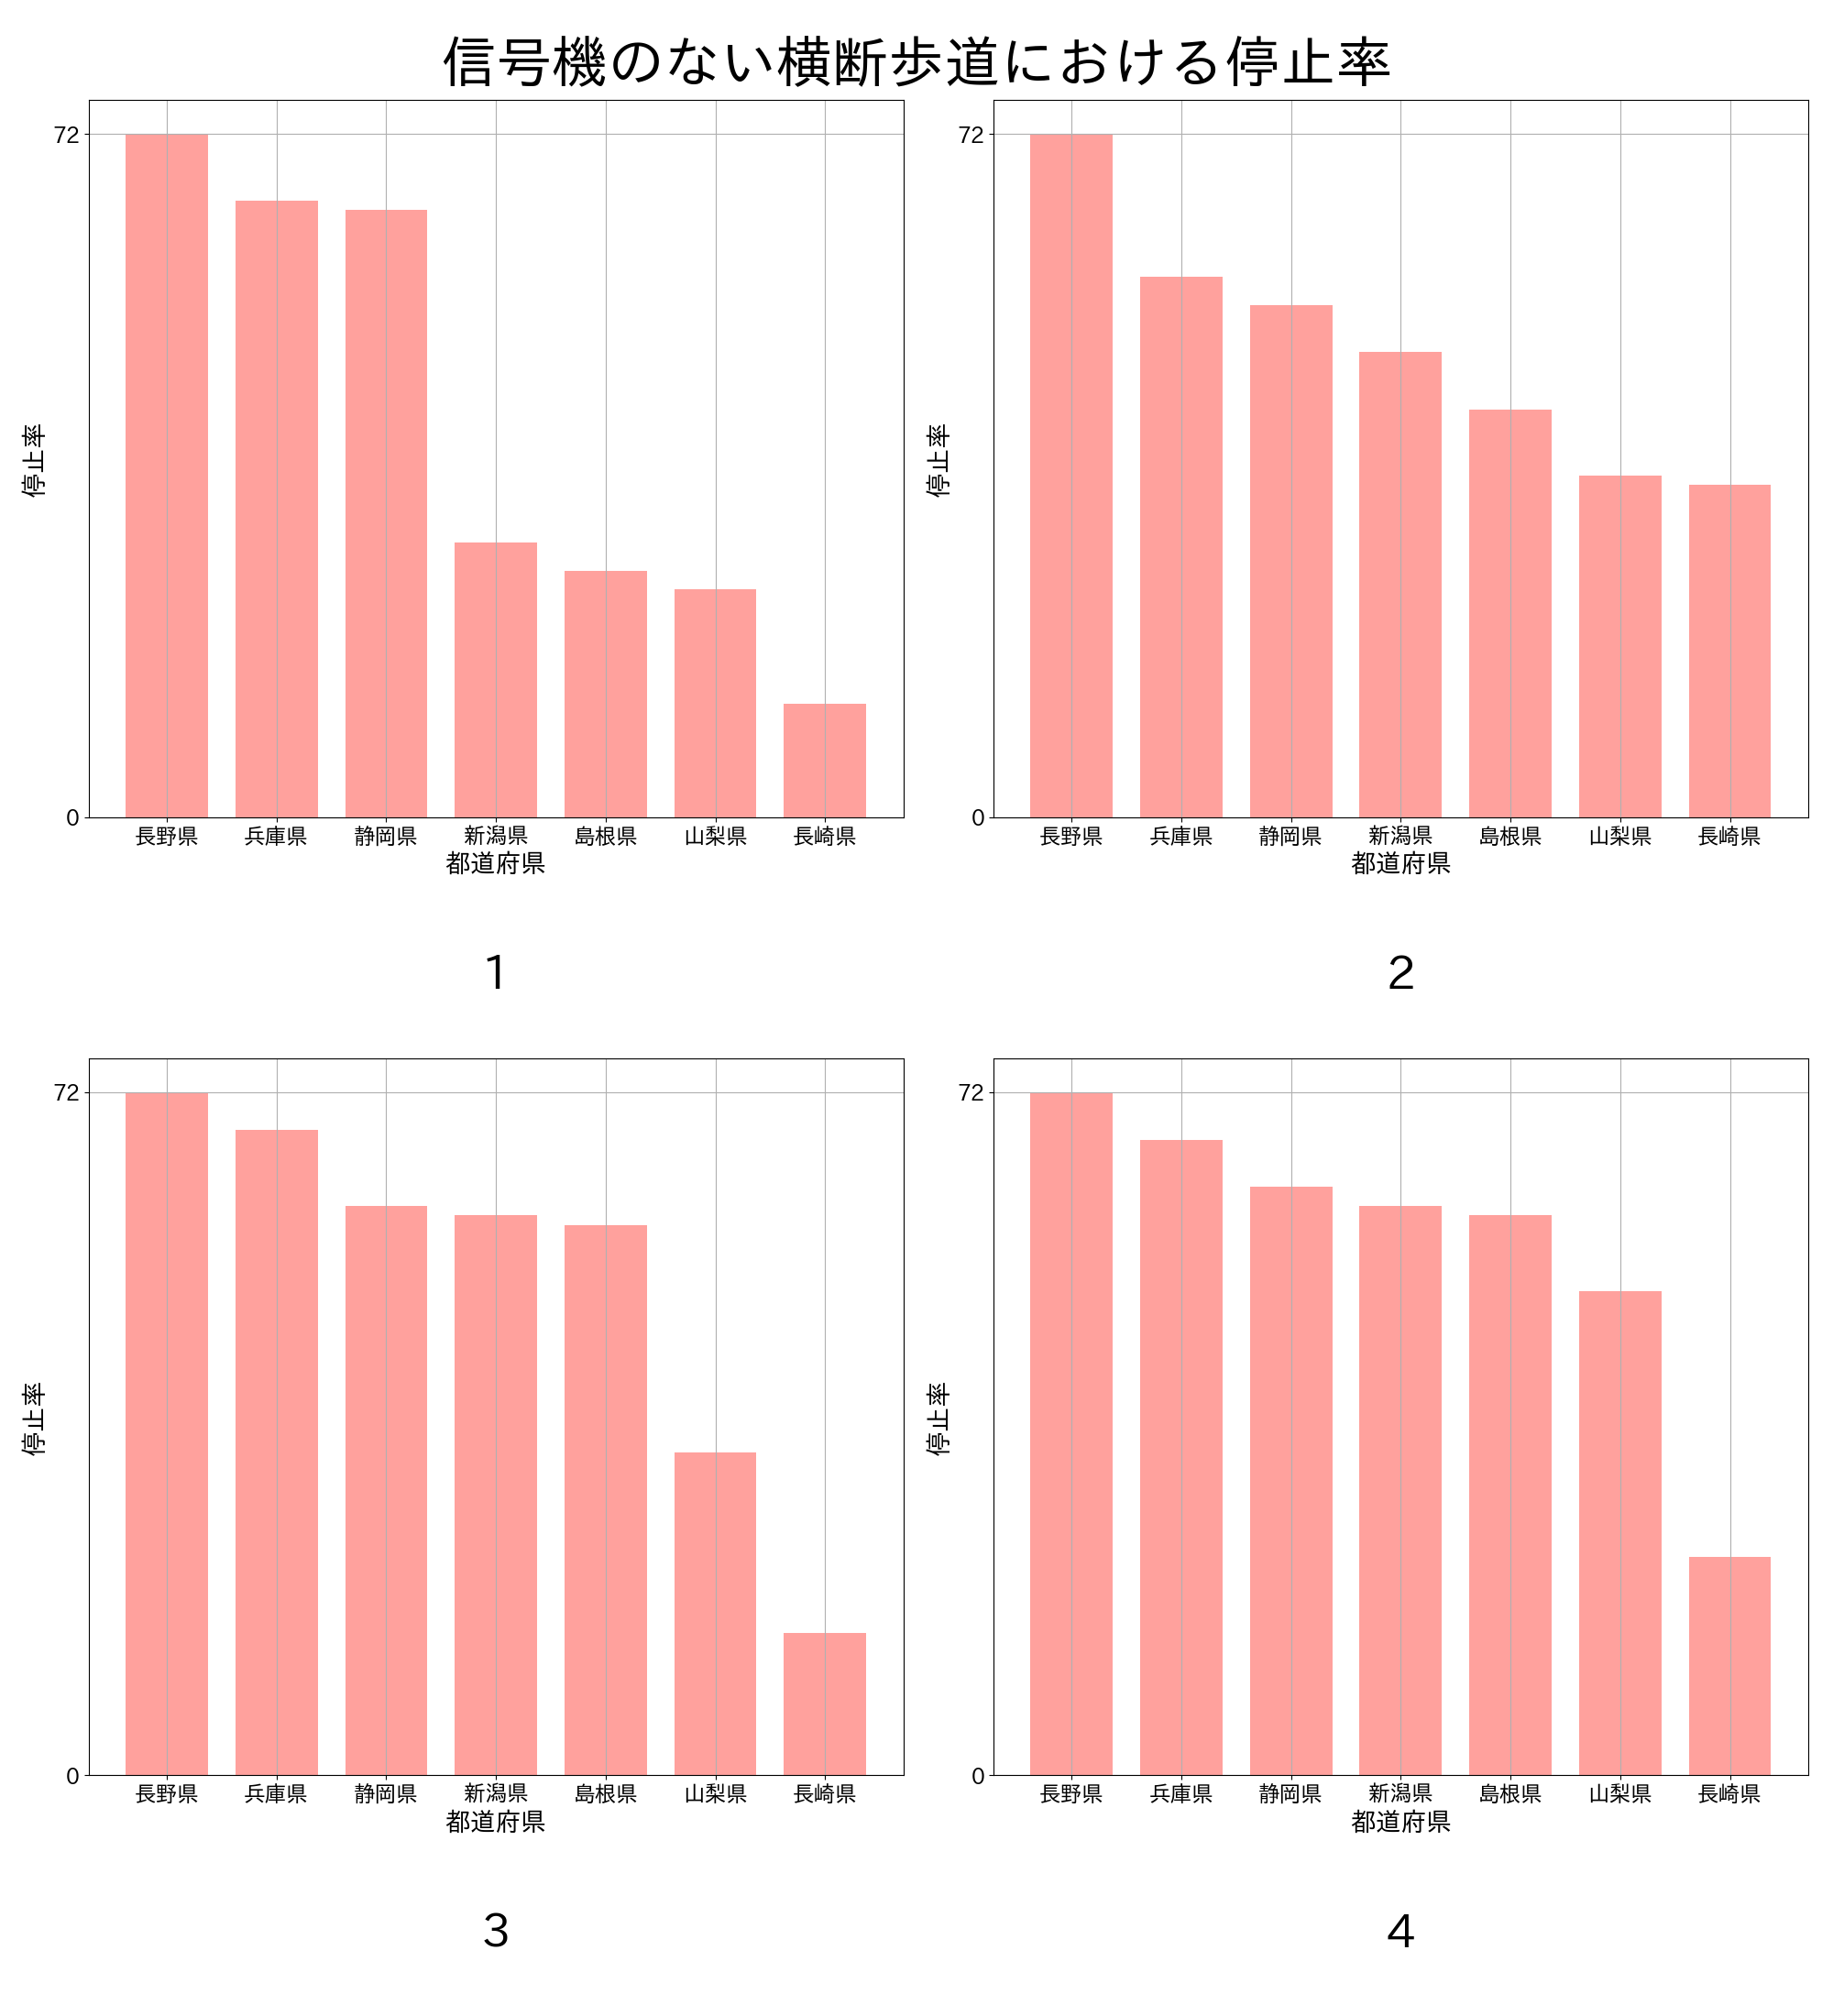 信号機のない横断歩道における停止率
72
0
停止率
長野県 兵庫県 静岡県 新潟県 島根県 山梨県 長崎県
都道府県
1
72
0
停止率
長野県 兵庫県 静岡県 新潟県 島根県 山梨県 長崎県
都道府県
2
72
0
停止率
長野県 兵庫県 静岡県 新潟県 島根県 山梨県 長崎県
都道府県
3
72
0
停止率
長野県 兵庫県 静岡県 新潟県 島根県 山梨県 長崎県
都道府県
4